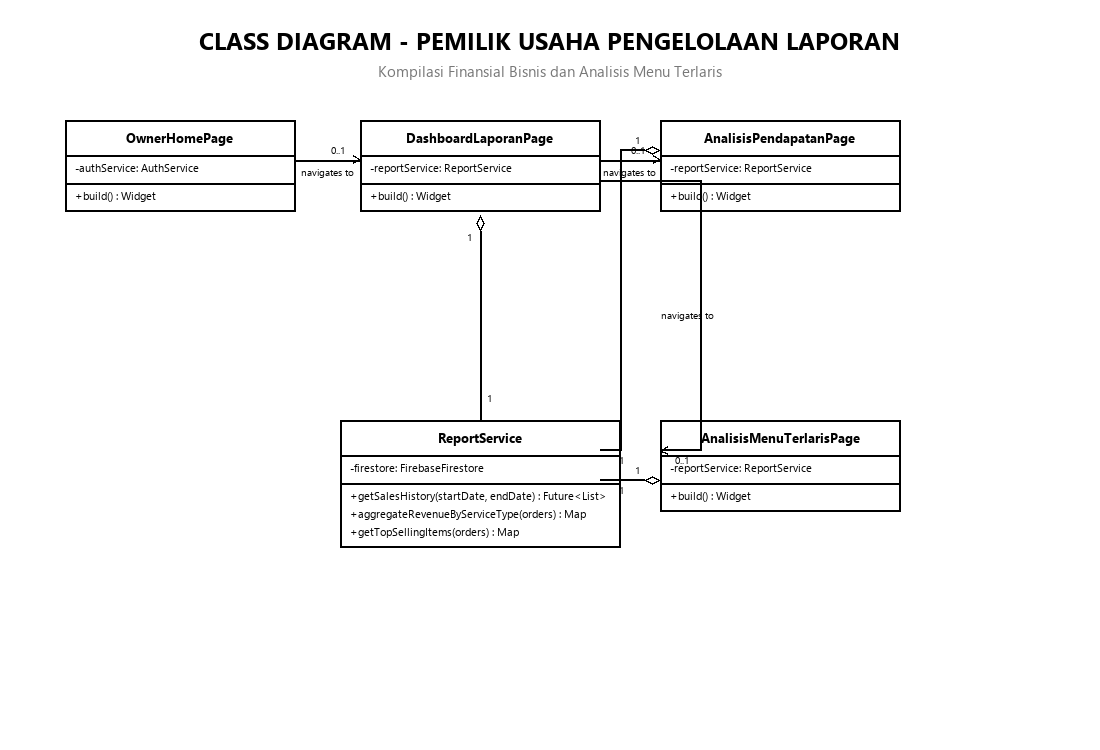 CLASS DIAGRAM - PEMILIK USAHA PENGELOLAAN LAPORAN
Kompilasi Finansial Bisnis dan Analisis Menu Terlaris
OwnerHomePage
-authService: AuthService
+build() : Widget
0..1
navigates to
DashboardLaporanPage
-reportService: ReportService
+build() : Widget
1
0..1
navigates to
AnalisisPendapatanPage
-reportService: ReportService
+build() : Widget
1
navigates to
1
ReportService
-firestore: FirebaseFirestore
+getSalesHistory(startDate, endDate) : Future<List>
+aggregateRevenueByServiceType(orders) : Map
+getTopSellingItems(orders) : Map
1
1
1
0..1
AnalisisMenuTerlarisPage
-reportService: ReportService
+build() : Widget